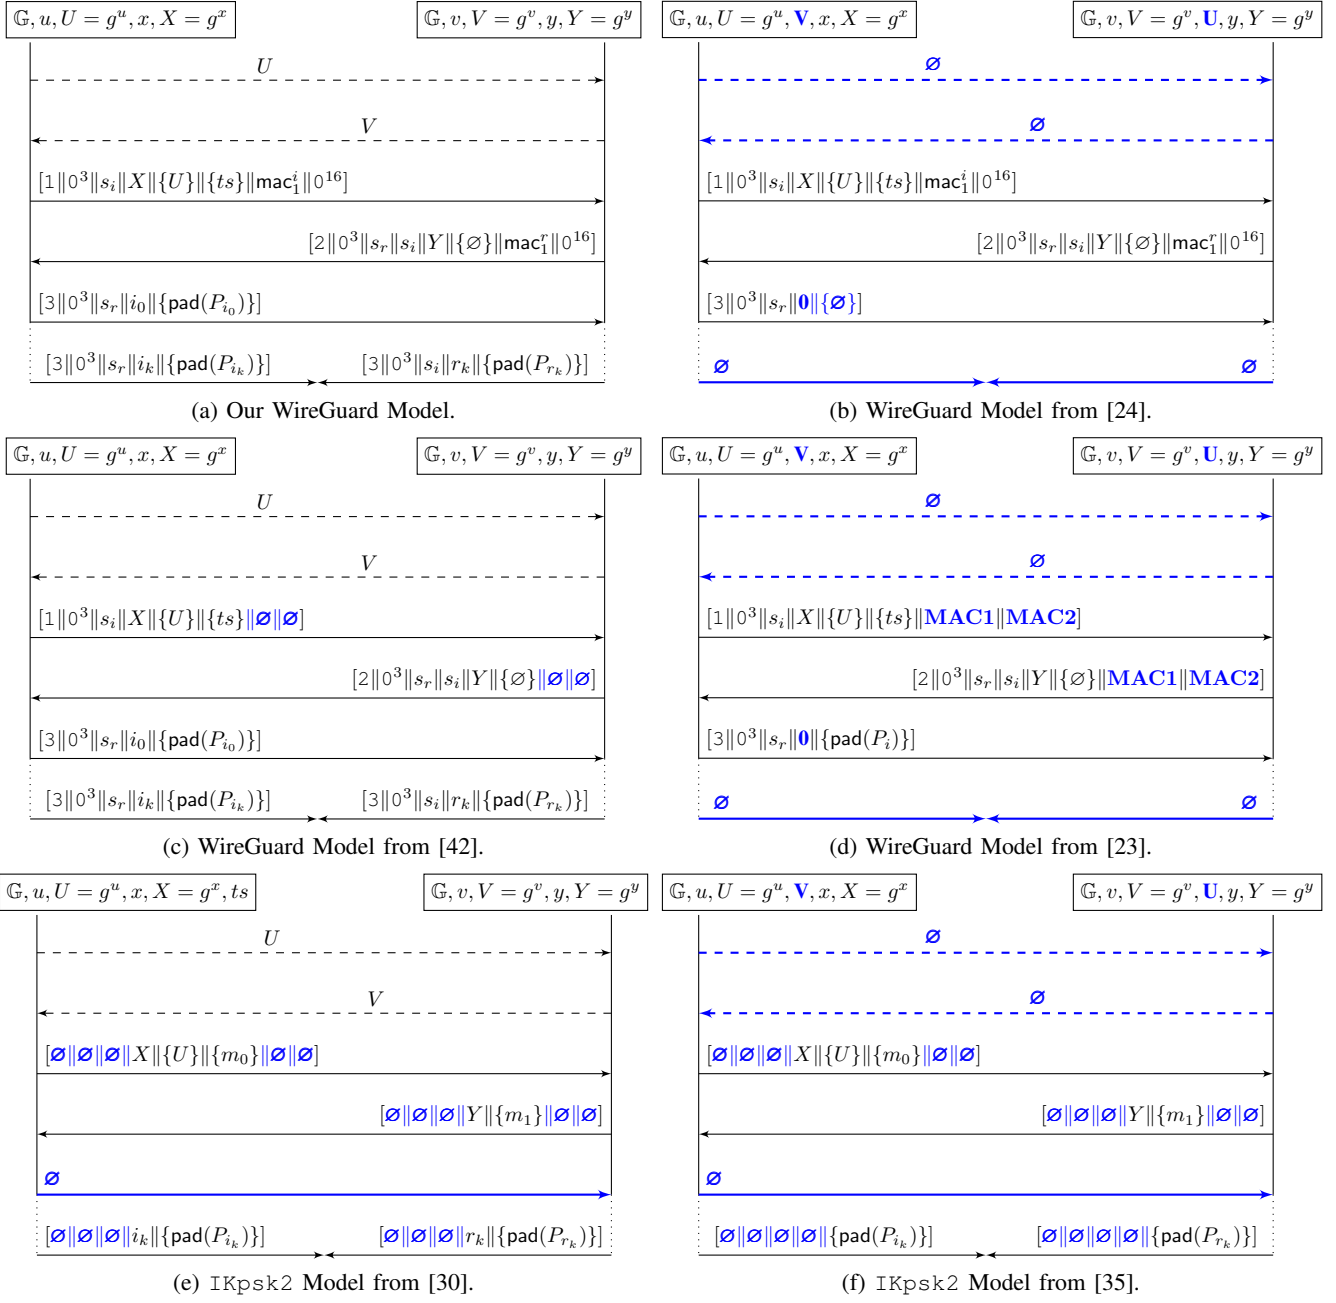 𝔾, u, U = g^u, x, X = g^x
𝔾, v, V = g^v, y, Y = g^y
U
V
[1‖0^3‖s_i‖X‖{U}‖{ts}‖mac_1^i‖0^16]
[2‖0^3‖s_r‖s_i‖Y‖{∅}‖mac_1^r‖0^16]
[3‖0^3‖s_r‖i_0‖{pad(P_{i_0})}]
[3‖0^3‖s_r‖i_k‖{pad(P_{i_k})}]
[3‖0^3‖s_i‖r_k‖{pad(P_{r_k})}]
(a) Our WireGuard Model.
𝔾, u, U = g^u, V, x, X = g^x
𝔾, v, V = g^v, U, y, Y = g^y
∅
∅
[1‖0^3‖s_i‖X‖{U}‖{ts}‖mac_1^i‖0^16]
[2‖0^3‖s_r‖s_i‖Y‖{∅}‖mac_1^r‖0^16]
[3‖0^3‖s_r‖0‖{∅}]
∅
∅
(b) WireGuard Model from [24].
𝔾, u, U = g^u, x, X = g^x
𝔾, v, V = g^v, y, Y = g^y
U
V
[1‖0^3‖s_i‖X‖{U}‖{ts}‖∅‖∅]
[2‖0^3‖s_r‖s_i‖Y‖{∅}‖∅‖∅]
[3‖0^3‖s_r‖i_0‖{pad(P_{i_0})}]
[3‖0^3‖s_r‖i_k‖{pad(P_{i_k})}]
[3‖0^3‖s_i‖r_k‖{pad(P_{r_k})}]
(c) WireGuard Model from [42].
𝔾, u, U = g^u, V, x, X = g^x
𝔾, v, V = g^v, U, y, Y = g^y
∅
∅
[1‖0^3‖s_i‖X‖{U}‖{ts}‖MAC1‖MAC2]
[2‖0^3‖s_r‖s_i‖Y‖{∅}‖MAC1‖MAC2]
[3‖0^3‖s_r‖0‖{pad(P_i)}]
∅
∅
(d) WireGuard Model from [23].
𝔾, u, U = g^u, x, X = g^x, ts
𝔾, v, V = g^v, y, Y = g^y
U
V
[∅‖∅‖∅‖X‖{U}‖{m_0}‖∅‖∅]
[∅‖∅‖∅‖Y‖{m_1}‖∅‖∅]
∅
[∅‖∅‖∅‖i_k‖{pad(P_{i_k})}]
[∅‖∅‖∅‖r_k‖{pad(P_{r_k})}]
(e) IKpsk2 Model from [30].
𝔾, u, U = g^u, V, x, X = g^x
𝔾, v, V = g^v, U, y, Y = g^y
∅
∅
[∅‖∅‖∅‖X‖{U}‖{m_0}‖∅‖∅]
[∅‖∅‖∅‖Y‖{m_1}‖∅‖∅]
∅
[∅‖∅‖∅‖∅‖{pad(P_{i_k})}]
[∅‖∅‖∅‖∅‖{pad(P_{r_k})}]
(f) IKpsk2 Model from [35].